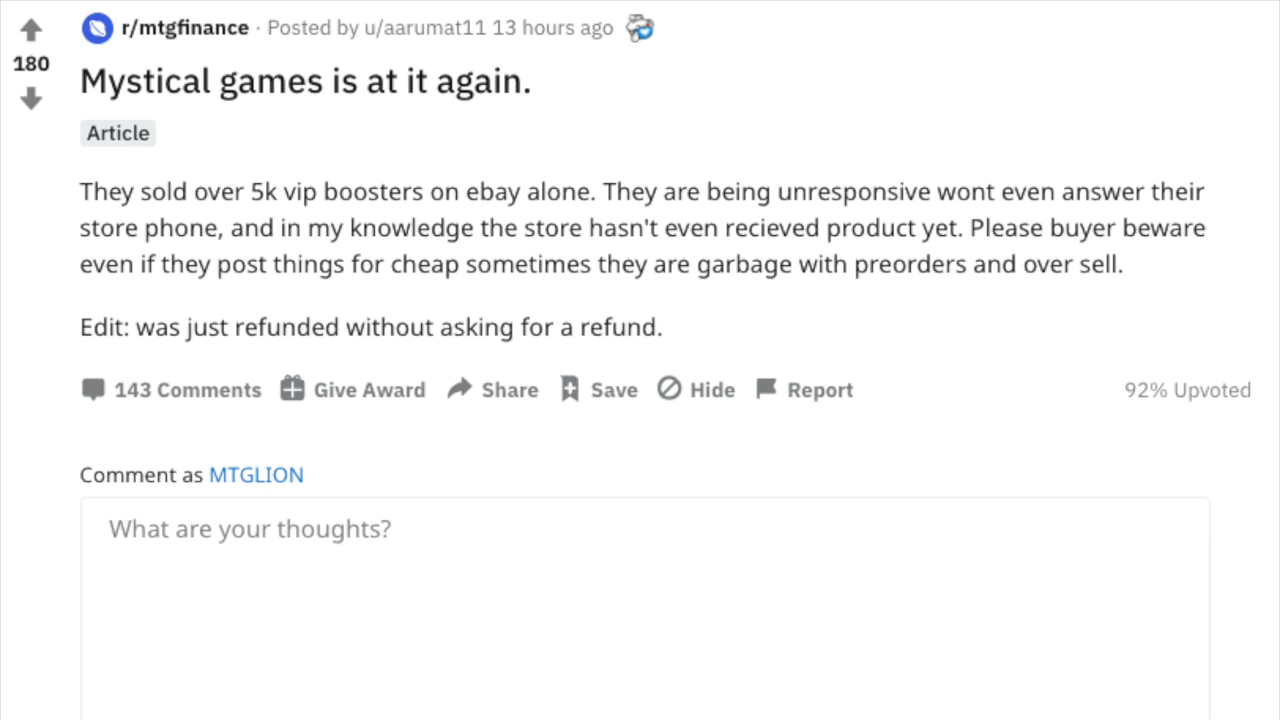 r/mtgfinance · Posted by u/aarumat11 13 hours ago
180
Mystical games is at it again.
Article
They sold over 5k vip boosters on ebay alone. They are being unresponsive wont even answer their
store phone, and in my knowledge the store hasn't even recieved product yet. Please buyer beware
even if they post things for cheap sometimes they are garbage with preorders and over sell.
Edit: was just refunded without asking for a refund.
143 Comments Give Award Share Save Hide Report 92% Upvoted
Comment as MTGLION
What are your thoughts?